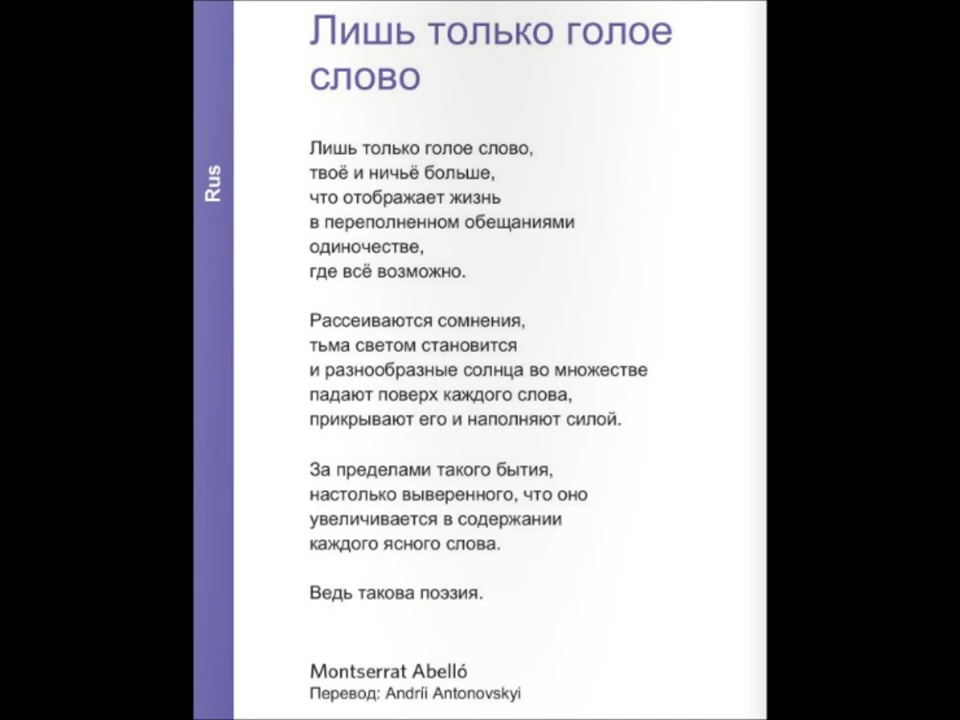 Лишь только голое
слово
Rus
Лишь только голое слово,
твоё и ничьё больше,
что отображает жизнь
в переполненном обещаниями
одиночестве,
где всё возможно.
Рассеиваются сомнения,
тьма светом становится
и разнообразные солнца во множестве
падают поверх каждого слова,
прикрывают его и наполняют силой.
За пределами такого бытия,
настолько выверенного, что оно
увеличивается в содержании
каждого ясного слова.
Ведь такова поэзия.
Montserrat Abelló
Перевод: Andríi Antonovskyi